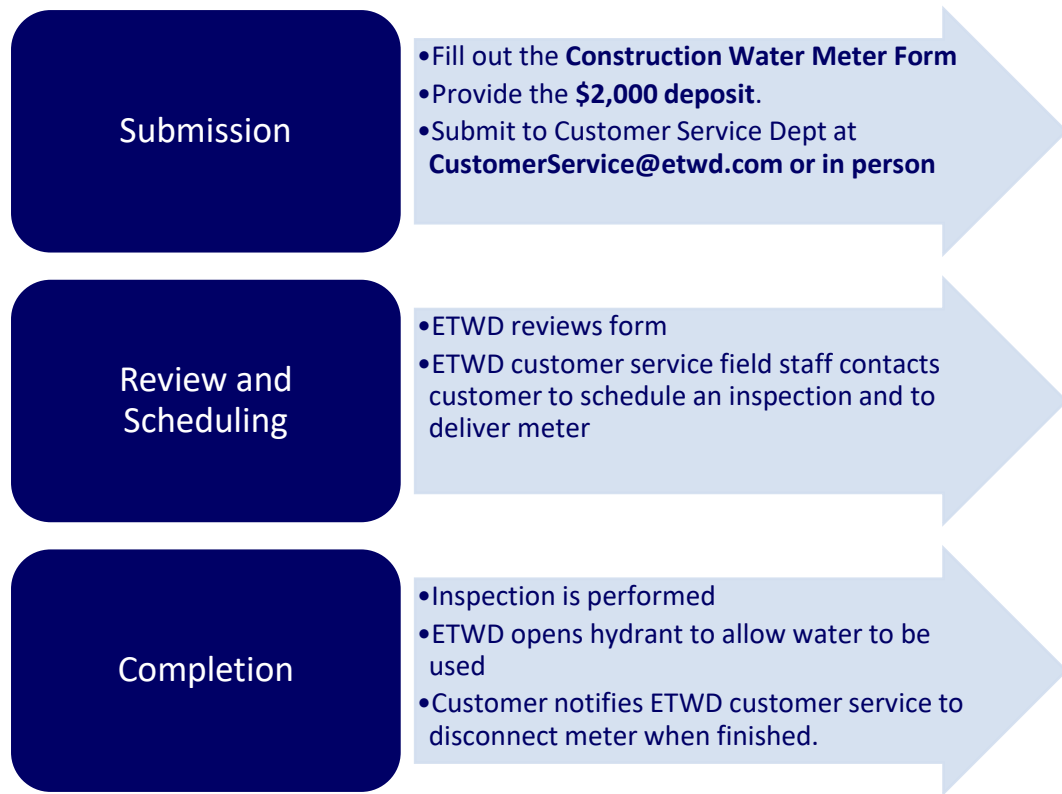 Submission
•Fill out the Construction Water Meter Form
•Provide the $2,000 deposit.
•Submit to Customer Service Dept at
CustomerService@etwd.com or in person
Review and
Scheduling
•ETWD reviews form
•ETWD customer service field staff contacts
customer to schedule an inspection and to
deliver meter
Completion
•Inspection is performed
•ETWD opens hydrant to allow water to be
used
•Customer notifies ETWD customer service to
disconnect meter when finished.